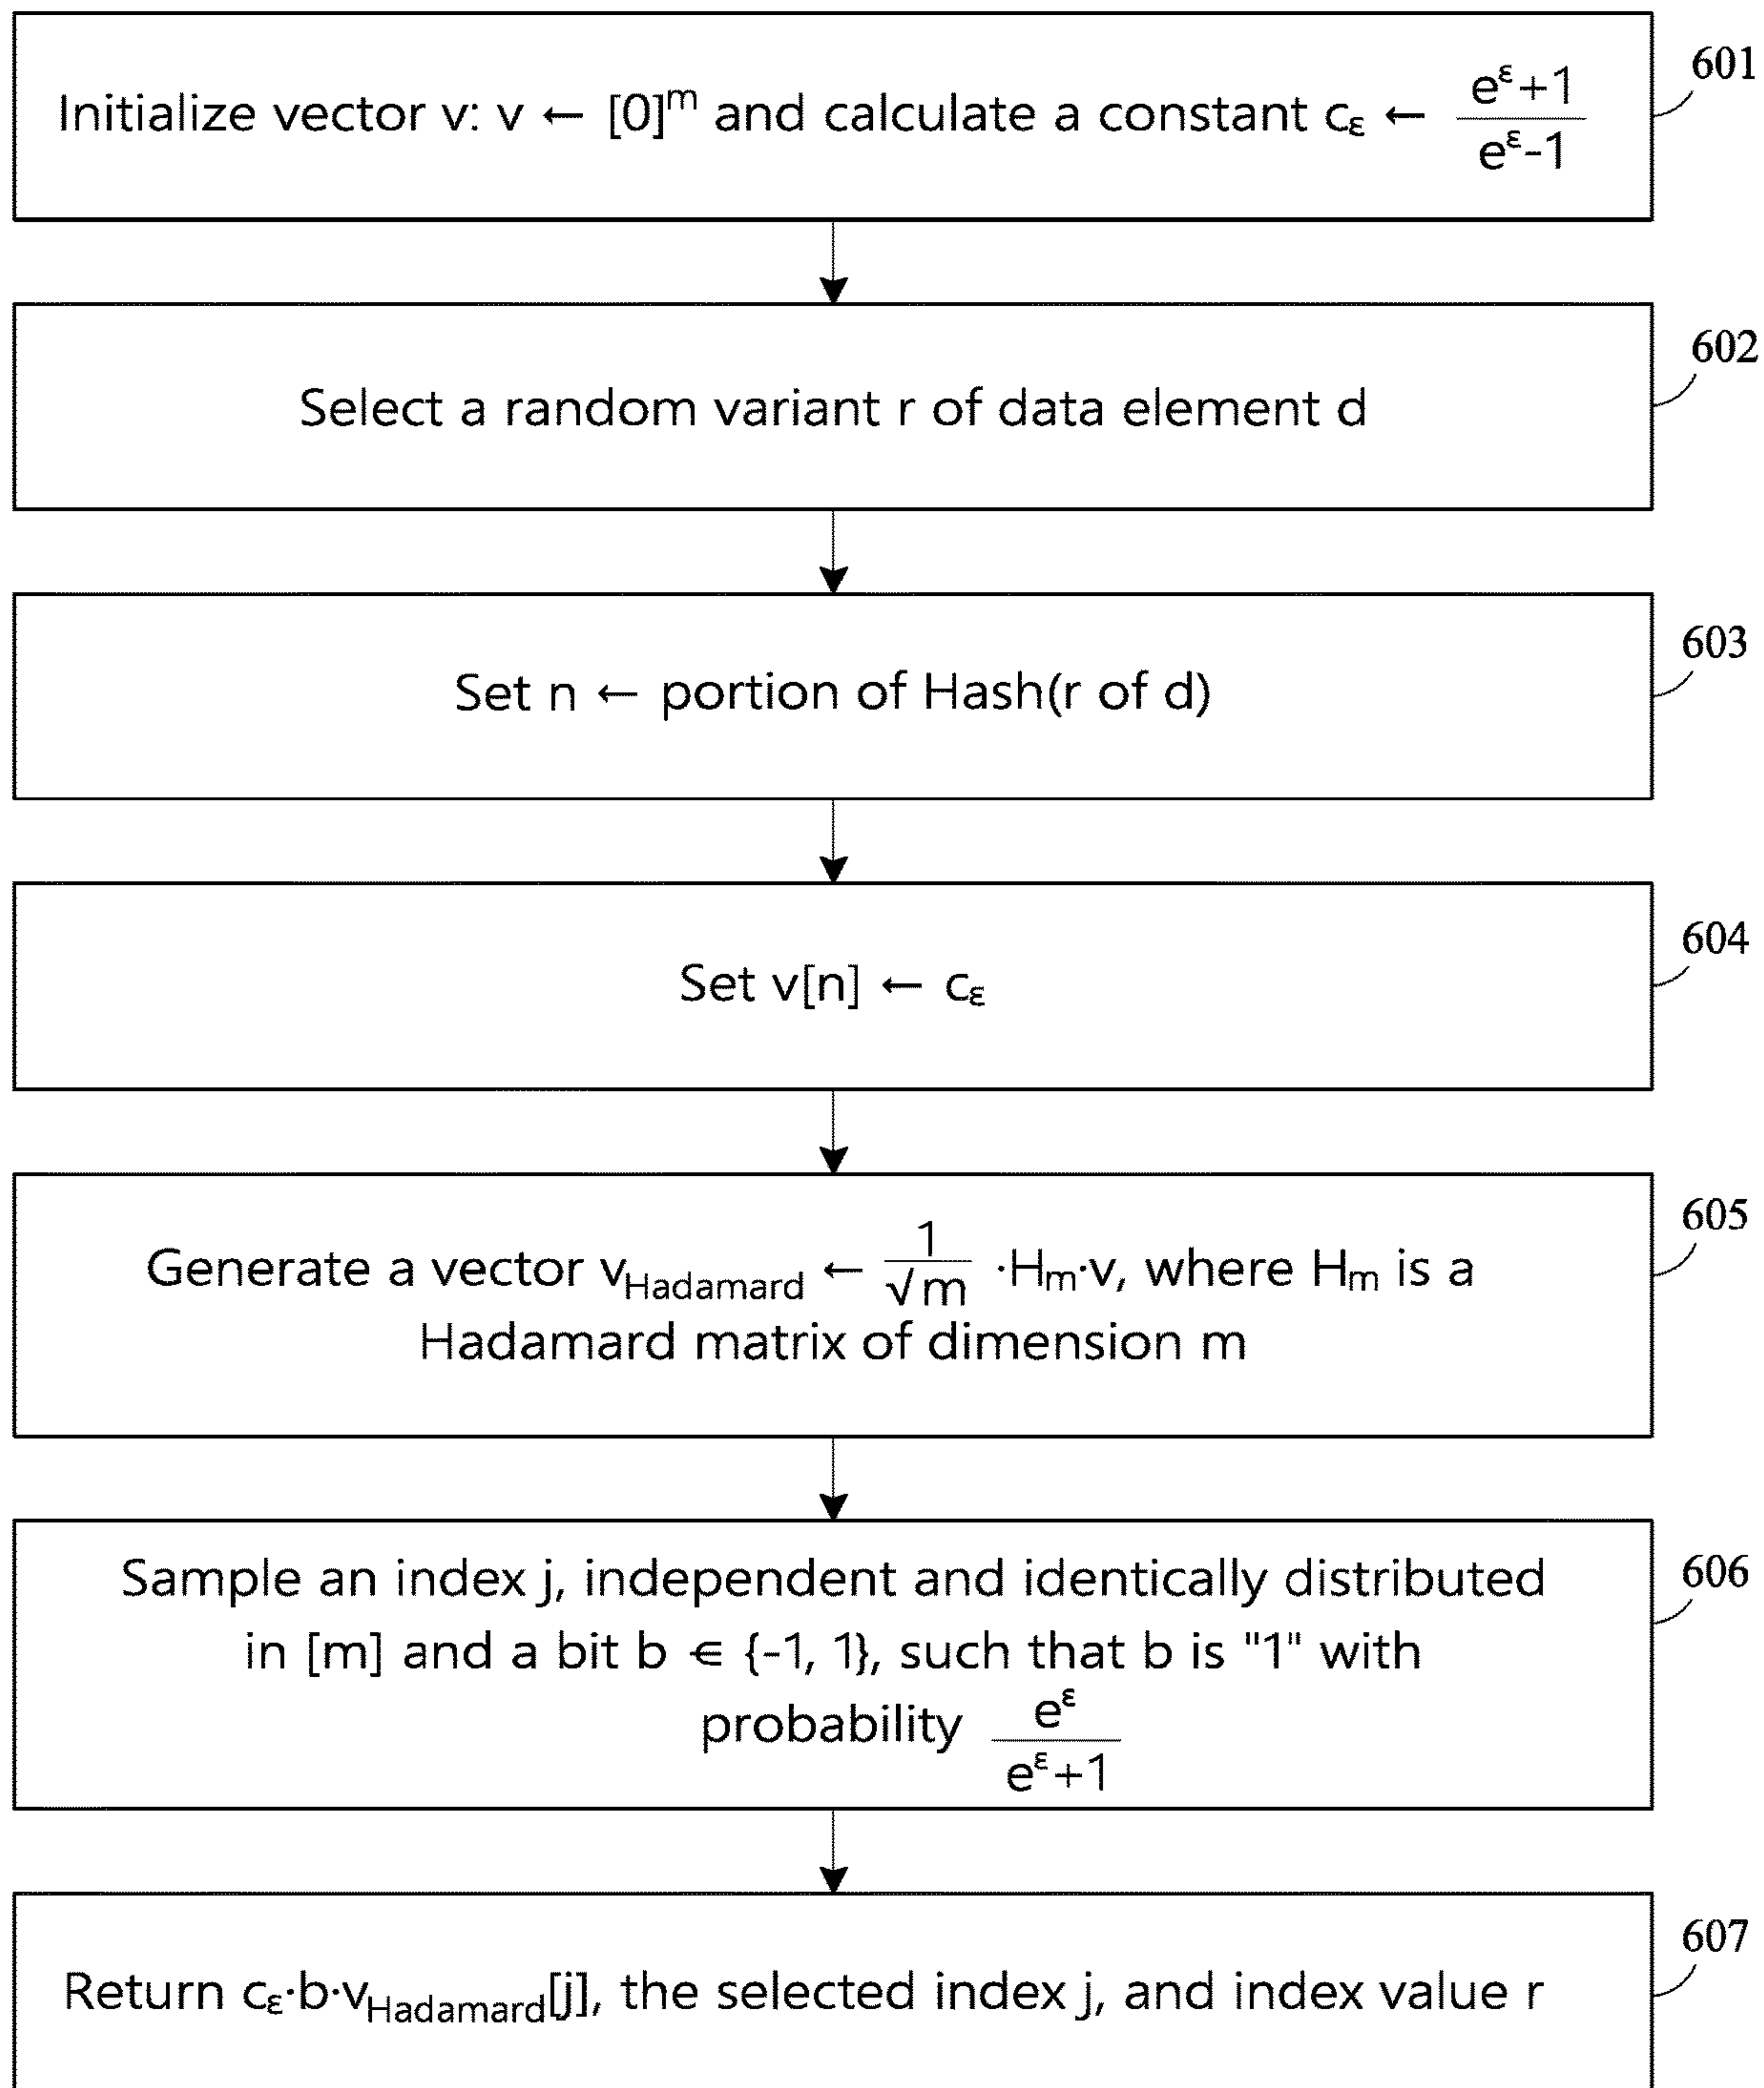 Initialize vector v: v ← [0]ᵐ and calculate a constant c_ε ← (e^ε+1)/(e^ε-1)
601
Select a random variant r of data element d
602
Set n ← portion of Hash(r of d)
603
Set v[n] ← c_ε
604
Generate a vector v_Hadamard ← 1/√m ·H_m·v, where H_m is a
Hadamard matrix of dimension m
605
Sample an index j, independent and identically distributed
in [m] and a bit b ∈ {-1, 1}, such that b is "1" with
probability e^ε/(e^ε+1)
606
Return c_ε·b·v_Hadamard[j], the selected index j, and index value r
607